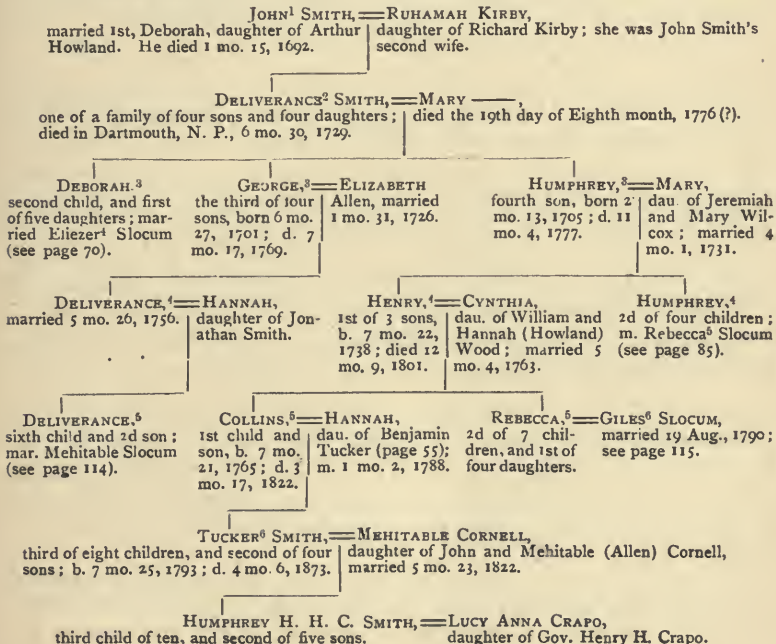 JOHN¹ SMITH,==RUHAMAH KIRBY,
married 1st, Deborah, daughter of Arthur Howland. He died 1 mo. 15, 1692.
daughter of Richard Kirby; she was John Smith's second wife.
DELIVERANCE² SMITH,==MARY ——,
one of a family of four sons and four daughters; died in Dartmouth, N. P., 6 mo. 30, 1729.
died the 19th day of Eighth month, 1776 (?).
DEBORAH.³
second child, and first
of five daughters; mar-
ried Eliezer⁴ Slocum
(see page 70).
GEORGE,³==ELIZABETH
the third of four
sons, born 6 mo.
27, 1701; d. 7
mo. 17, 1769.
Allen, married
1 mo. 31, 1726.
HUMPHREY,³==MARY,
fourth son, born 2
mo. 13, 1705; d. 11
mo. 4, 1777.
dau. of Jeremiah
and Mary Wil-
cox; married 4
mo. 1, 1731.
DELIVERANCE,⁴==HANNAH,
married 5 mo. 26, 1756.
daughter of Jon-
athan Smith.
HENRY,⁴==CYNTHIA,
1st of 3 sons,
b. 7 mo. 22,
1738; died 12
mo. 9, 1801.
dau. of William and
Hannah (Howland)
Wood; married 5
mo. 4, 1763.
HUMPHREY,⁴
2d of four children;
m. Rebecca⁵ Slocum
(see page 85).
DELIVERANCE,⁵
sixth child and 2d son;
mar. Mehitable Slocum
(see page 114).
COLLINS,⁵==HANNAH,
1st child and
son, b. 7 mo.
21, 1765; d. 3
mo. 17, 1822.
dau. of Benjamin
Tucker (page 55);
m. 1 mo. 2, 1788.
REBECCA,⁵==GILES⁶ SLOCUM,
2d of 7 chil-
dren, and 1st of
four daughters.
married 19 Aug., 1790;
see page 115.
TUCKER⁶ SMITH,==MEHITABLE CORNELL,
third of eight children, and second of four
sons; b. 7 mo. 25, 1793; d. 4 mo. 6, 1873.
daughter of John and Mehitable (Allen) Cornell,
married 5 mo. 23, 1822.
HUMPHREY H. H. C. SMITH,==LUCY ANNA CRAPO,
third child of ten, and second of five sons.
daughter of Gov. Henry H. Crapo.